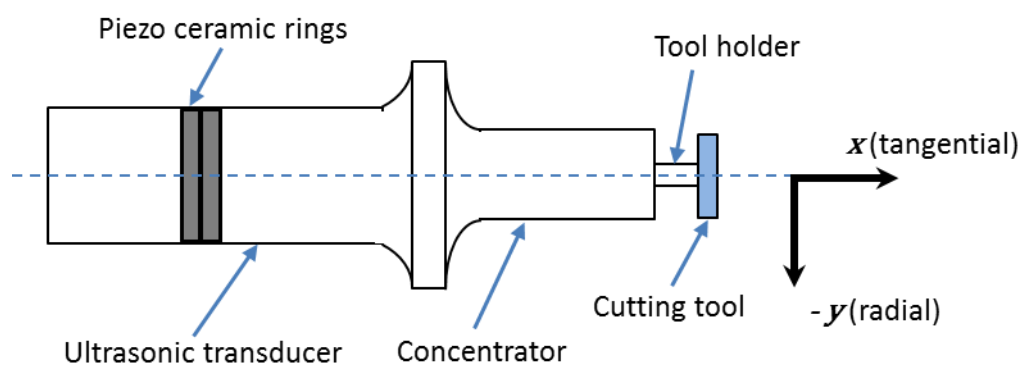 Piezo ceramic rings
Tool holder
x (tangential)
Cutting tool
- y (radial)
Ultrasonic transducer
Concentrator